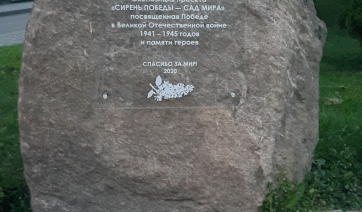 «СИРЕНЬ ПОБЕДЫ — САД МИРА»
посвященная Победе
в Великой Отечественной войне
1941 – 1945 годов
и памяти героев
СПАСИБО ЗА МИР!
2020